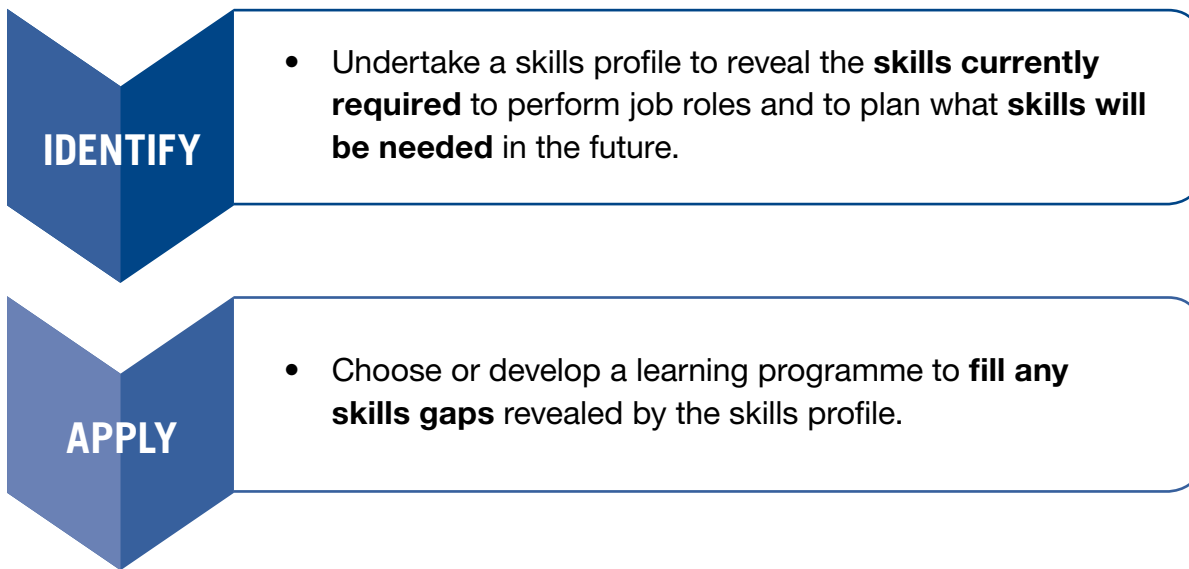 IDENTIFY
• Undertake a skills profile to reveal the skills currently
required to perform job roles and to plan what skills will
be needed in the future.
APPLY
• Choose or develop a learning programme to fill any
skills gaps revealed by the skills profile.